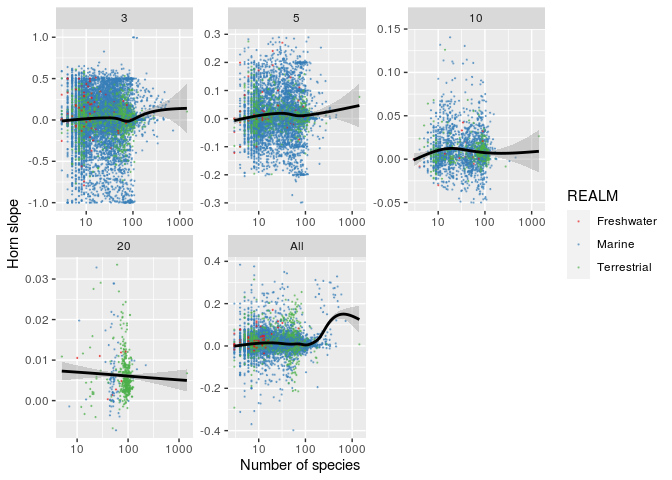 3
5
10
1.0
0.5
0.0
-0.5
-1.0
0.3
0.2
0.1
0.0
-0.1
-0.2
-0.3
0.15
0.10
0.05
0.00
-0.05
10 100 1000
10 100 1000
10 100 1000
20
All
0.03
0.02
0.01
0.00
0.4
0.2
0.0
-0.2
-0.4
10 100 1000
10 100 1000
Horn slope
Number of species
REALM
Freshwater
Marine
Terrestrial